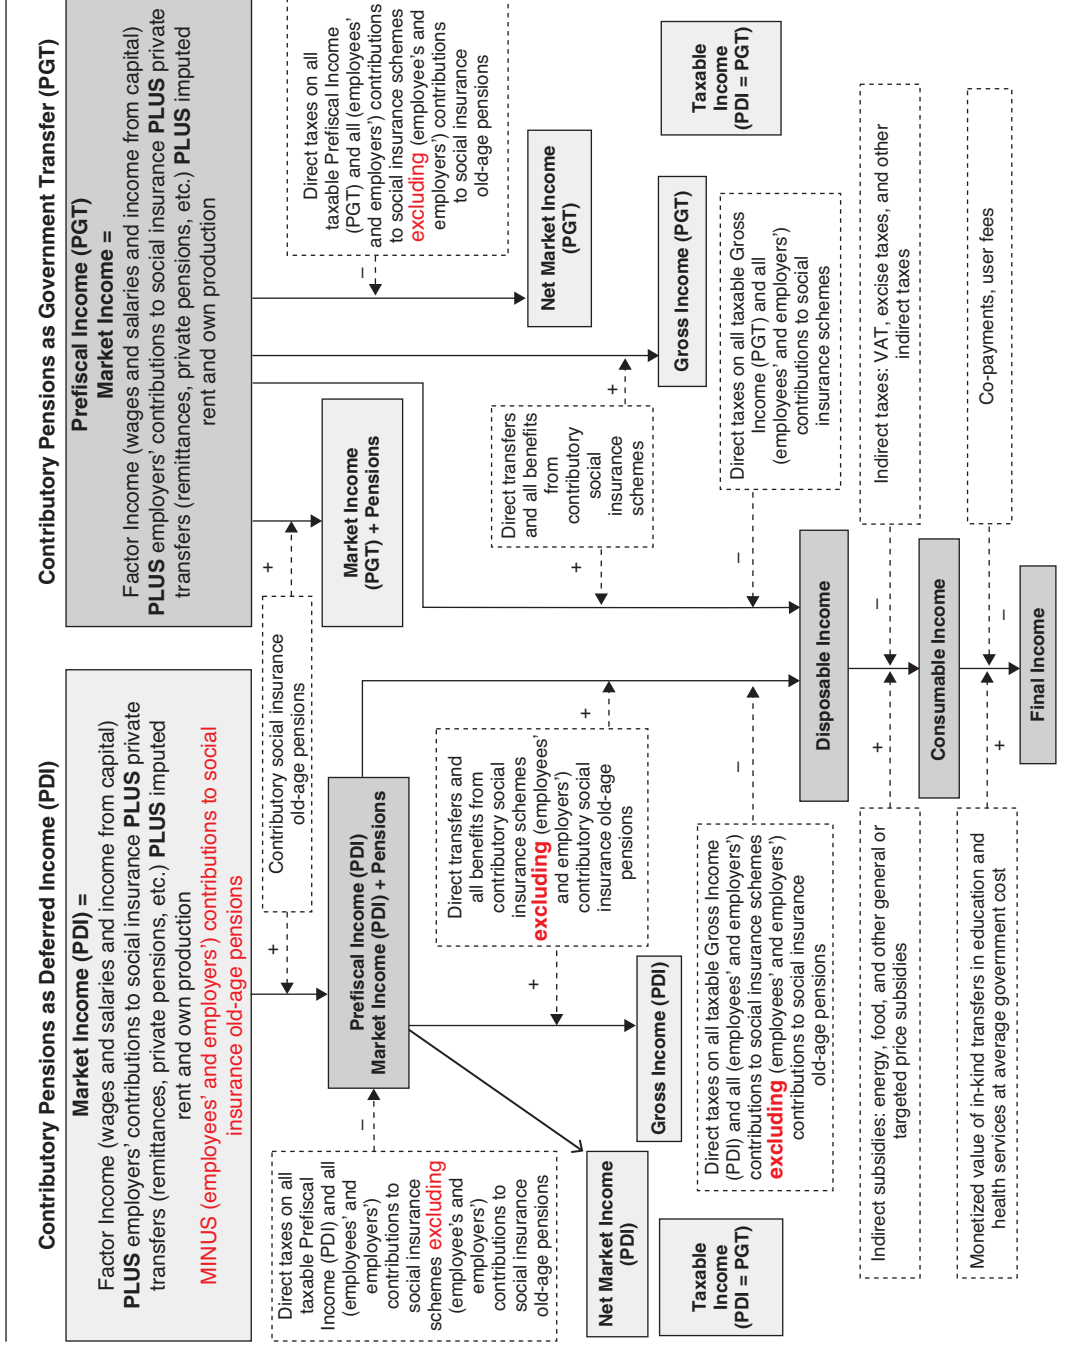 Contributory Pensions as Deferred Income (PDI)
Market Income (PDI) =
Factor Income (wages and salaries and income from capital)
PLUS employers' contributions to social insurance PLUS private
transfers (remittances, private pensions, etc.) PLUS imputed
rent and own production
MINUS (employees' and employers') contributions to social
insurance old-age pensions
Contributory Pensions as Government Transfer (PGT)
Prefiscal Income (PGT)
Market Income =
Factor Income (wages and salaries and income from capital)
PLUS employers' contributions to social insurance PLUS private
transfers (remittances, private pensions, etc.) PLUS imputed
rent and own production
+
Contributory social insurance
old-age pensions
+
Direct taxes on all
taxable Prefiscal
Income (PDI) and all
(employees' and
employers')
contributions to
social insurance
schemes excluding
(employee's and
employers')
contributions to
social insurance
old-age pensions
–
Prefiscal Income (PDI)
Market Income (PDI) + Pensions
Market Income
(PGT) + Pensions
Direct taxes on all
taxable Prefiscal Income
(PGT) and all (employees'
and employers') contributions
to social insurance schemes
excluding (employee's and
employers') contributions
to social insurance
old-age pensions
–
Direct transfers and
all benefits from
contributory social
insurance schemes
excluding (employees'
and employers')
contributory social
insurance old-age
pensions
+
+
Direct transfers
and all benefits
from
contributory
social
insurance
schemes
+
+
Net Market Income
(PGT)
Net Market Income
(PDI)
Gross Income (PDI)
Gross Income (PGT)
Taxable
Income
(PDI = PGT)
Taxable
Income
(PDI = PGT)
Direct taxes on all taxable Gross Income
(PDI) and all (employees' and employers')
contributions to social insurance schemes
excluding (employees' and employers')
contributions to social insurance
old-age pensions
–
–
Direct taxes on all taxable Gross
Income (PGT) and all
(employees' and employers')
contributions to social
insurance schemes
Disposable Income
Indirect subsidies: energy, food, and other general or
targeted price subsidies
+
–
Indirect taxes: VAT, excise taxes, and other
indirect taxes
Consumable Income
Monetized value of in-kind transfers in education and
health services at average government cost
+
–
Co-payments, user fees
Final Income